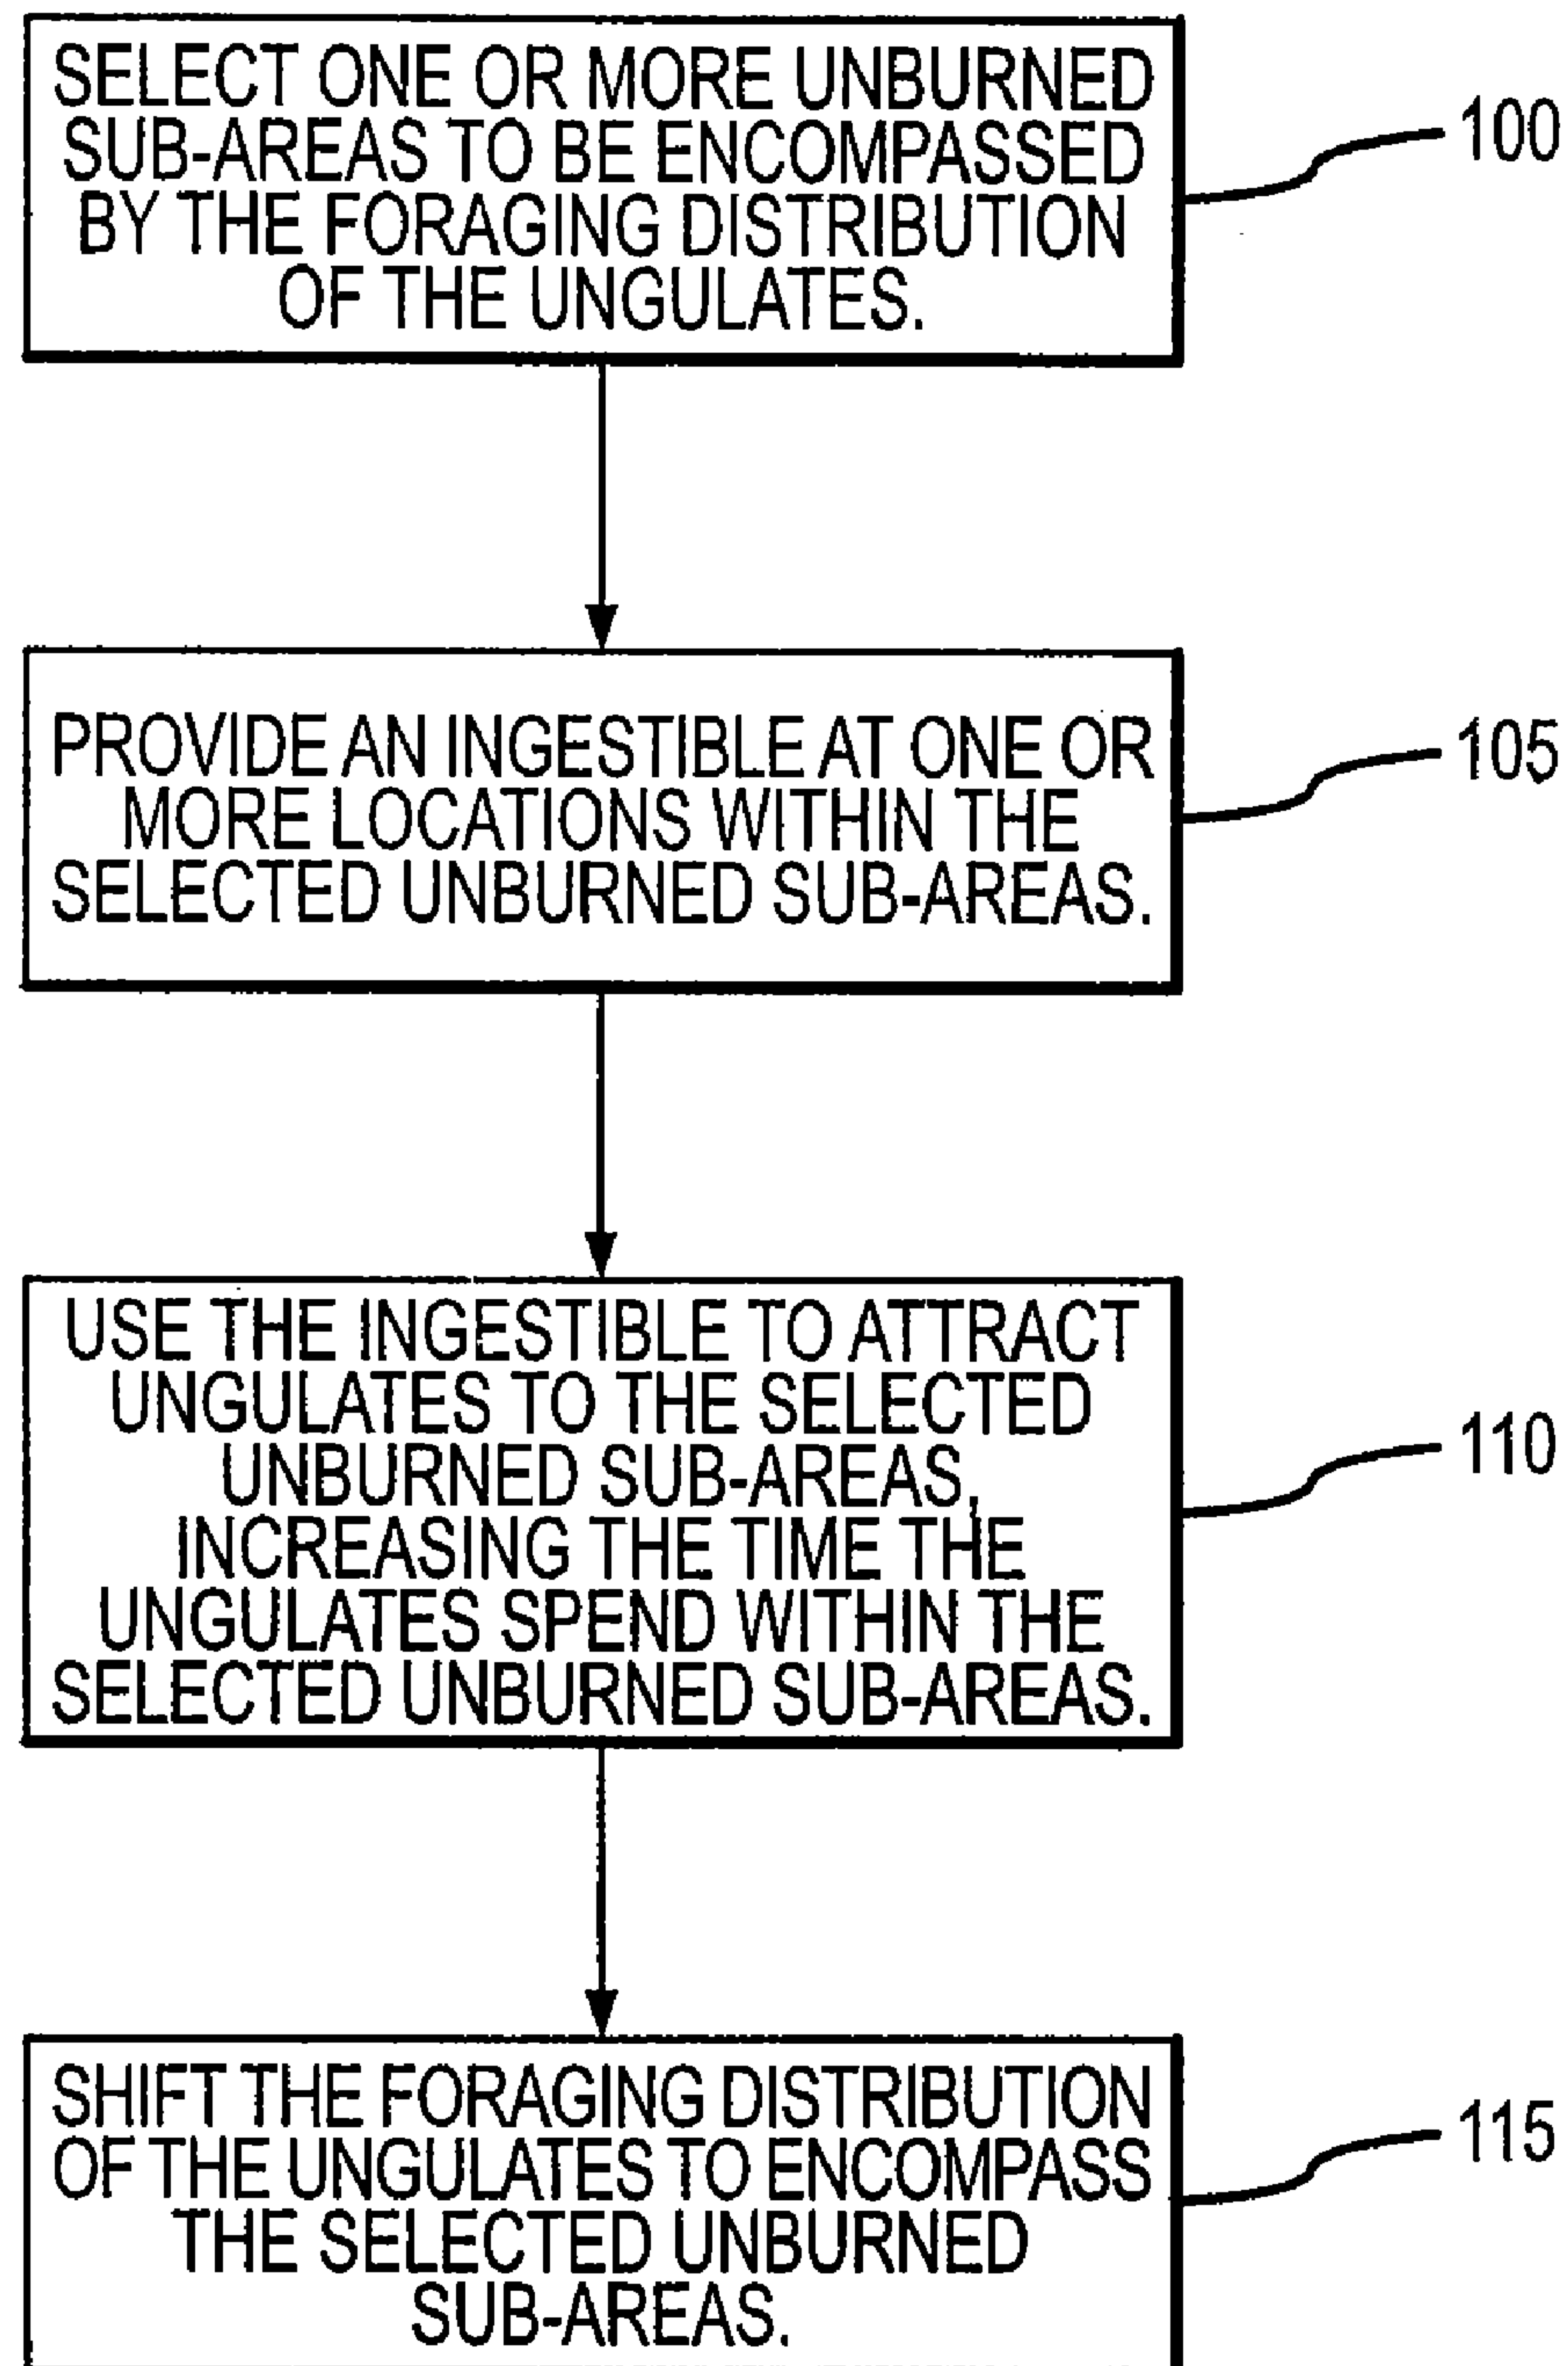 SELECT ONE OR MORE UNBURNED
SUB-AREAS TO BE ENCOMPASSED
BY THE FORAGING DISTRIBUTION
OF THE UNGULATES.
100
PROVIDE AN INGESTIBLE AT ONE OR
MORE LOCATIONS WITHIN THE
SELECTED UNBURNED SUB-AREAS.
105
USE THE INGESTIBLE TO ATTRACT
UNGULATES TO THE SELECTED
UNBURNED SUB-AREAS,
INCREASING THE TIME THE
UNGULATES SPEND WITHIN THE
SELECTED UNBURNED SUB-AREAS.
110
SHIFT THE FORAGING DISTRIBUTION
OF THE UNGULATES TO ENCOMPASS
THE SELECTED UNBURNED
SUB-AREAS.
115